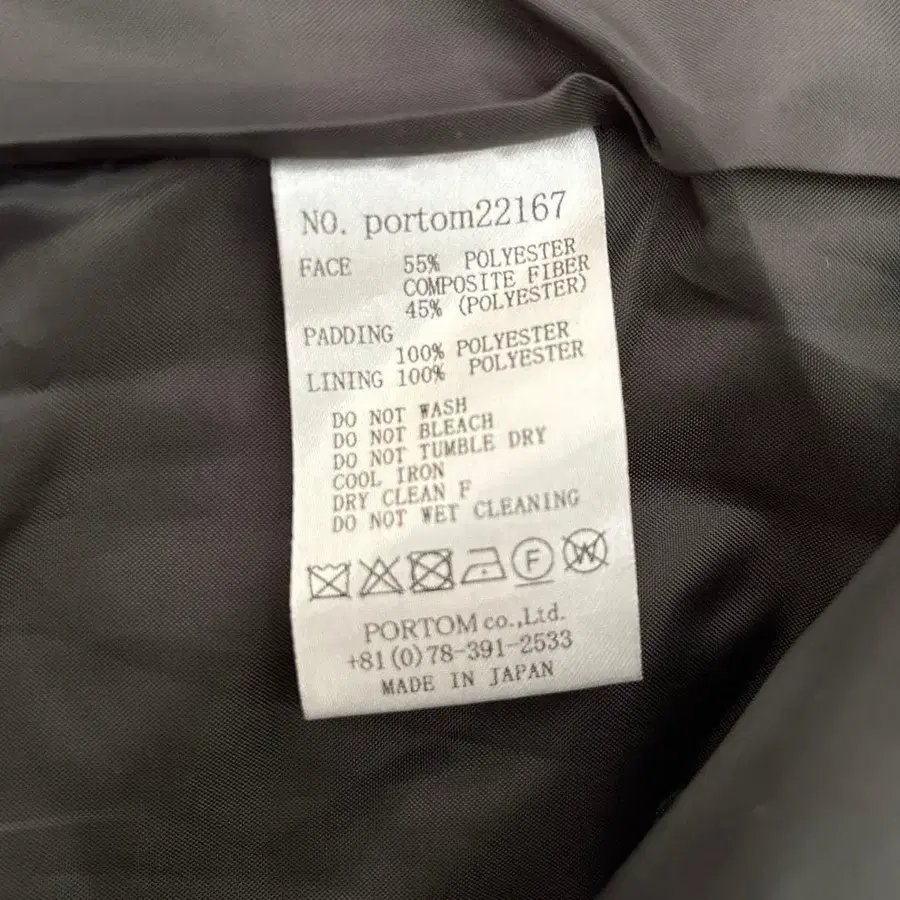 NO. portom22167
FACE 55% POLYESTER
COMPOSITE FIBER
45% (POLYESTER)
PADDING
100% POLYESTER
LINING 100% POLYESTER
DO NOT WASH
DO NOT BLEACH
DO NOT TUMBLE DRY
COOL IRON
DRY CLEAN F
DO NOT WET CLEANING
F W
PORTOM co.,Ltd.
+81(0)78-391-2533
MADE IN JAPAN